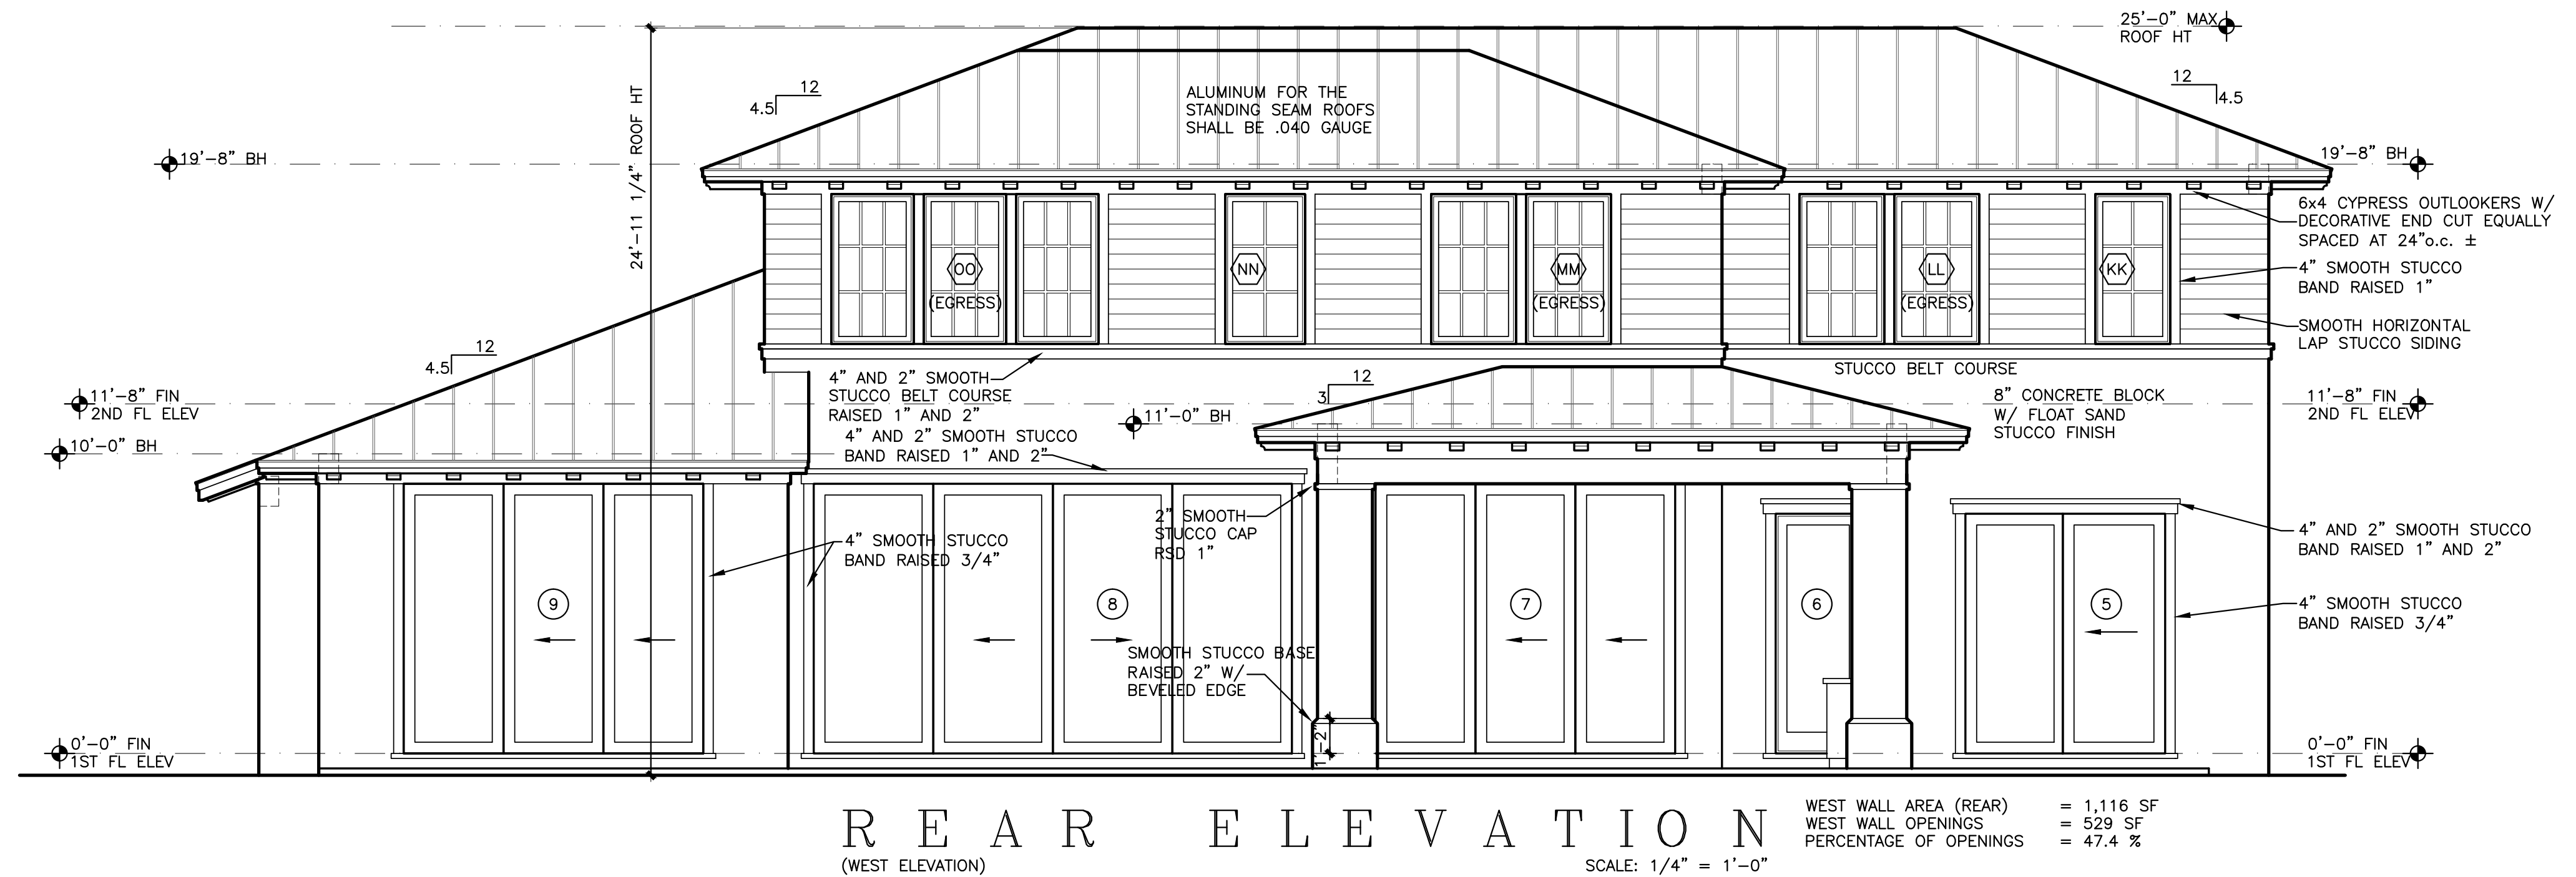 25'-0" MAX
ROOF HT
24'-11 1/4" ROOF HT
12
4.5
ALUMINUM FOR THE
STANDING SEAM ROOFS
SHALL BE .040 GAUGE
12
4.5
19'-8" BH
19'-8" BH
6x4 CYPRESS OUTLOOKERS W/
DECORATIVE END CUT EQUALLY
SPACED AT 24"o.c. ±
4" SMOOTH STUCCO
BAND RAISED 1"
SMOOTH HORIZONTAL
LAP STUCCO SIDING
OO
(EGRESS)
NN
MM
(EGRESS)
LL
(EGRESS)
KK
12
4.5
4" AND 2" SMOOTH
STUCCO BELT COURSE
RAISED 1" AND 2"
STUCCO BELT COURSE
12
3
8" CONCRETE BLOCK
W/ FLOAT SAND
STUCCO FINISH
11'-8" FIN
2ND FL ELEV
11'-8" FIN
2ND FL ELEV
11'-0" BH
10'-0" BH
4" AND 2" SMOOTH STUCCO
BAND RAISED 1" AND 2"
2" SMOOTH
STUCCO CAP
RSD 1"
4" SMOOTH STUCCO
BAND RAISED 3/4"
4" AND 2" SMOOTH STUCCO
BAND RAISED 1" AND 2"
4" SMOOTH STUCCO
BAND RAISED 3/4"
9
8
7
6
5
SMOOTH STUCCO BASE
RAISED 2" W/
BEVELED EDGE
1'-2"
0'-0" FIN
1ST FL ELEV
0'-0" FIN
1ST FL ELEV
REAR ELEVATION
(WEST ELEVATION)
SCALE: 1/4" = 1'-0"
WEST WALL AREA (REAR) = 1,116 SF
WEST WALL OPENINGS = 529 SF
PERCENTAGE OF OPENINGS = 47.4 %